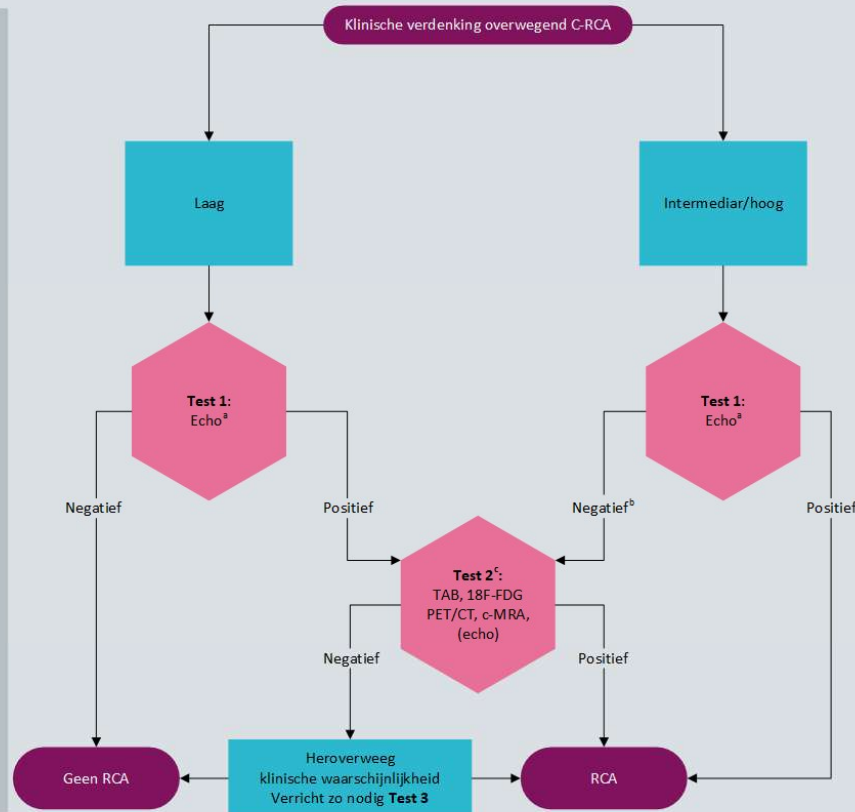 Klinische verdenking overwegend C-RCA
Laag
Intermediar/hoog
Test 1:
Echoᵃ
Test 1:
Echoᵃ
Negatief
Positief
Negatiefᵇ
Positief
Test 2ᶜ:
TAB, 18F-FDG
PET/CT, c-MRA,
(echo)
Negatief
Positief
Geen RCA
Heroverweeg
klinische waarschijnlijkheid
Verricht zo nodig Test 3
RCA